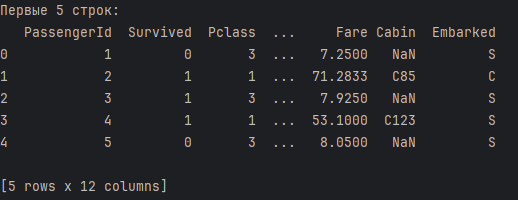 Первые 5 строк:
PassengerId Survived Pclass ... Fare Cabin Embarked
0 1 0 3 ... 7.2500 NaN S
1 2 1 1 ... 71.2833 C85 C
2 3 1 3 ... 7.9250 NaN S
3 4 1 1 ... 53.1000 C123 S
4 5 0 3 ... 8.0500 NaN S
[5 rows x 12 columns]